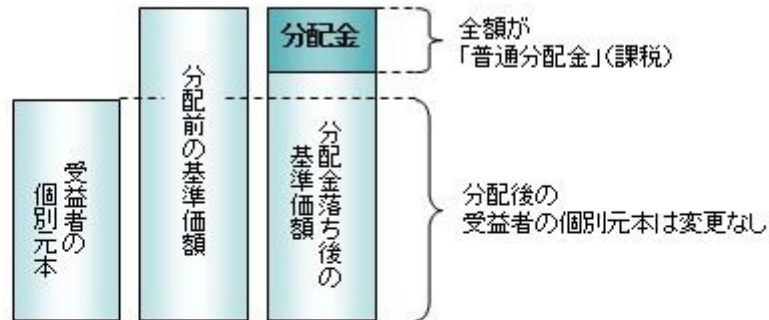 受益者の
個別元本
分配前の基準価額
分配金
分配金落ち後の
基準価額
全額が
「普通分配金」(課税)
分配後の
受益者の個別元本は変更なし